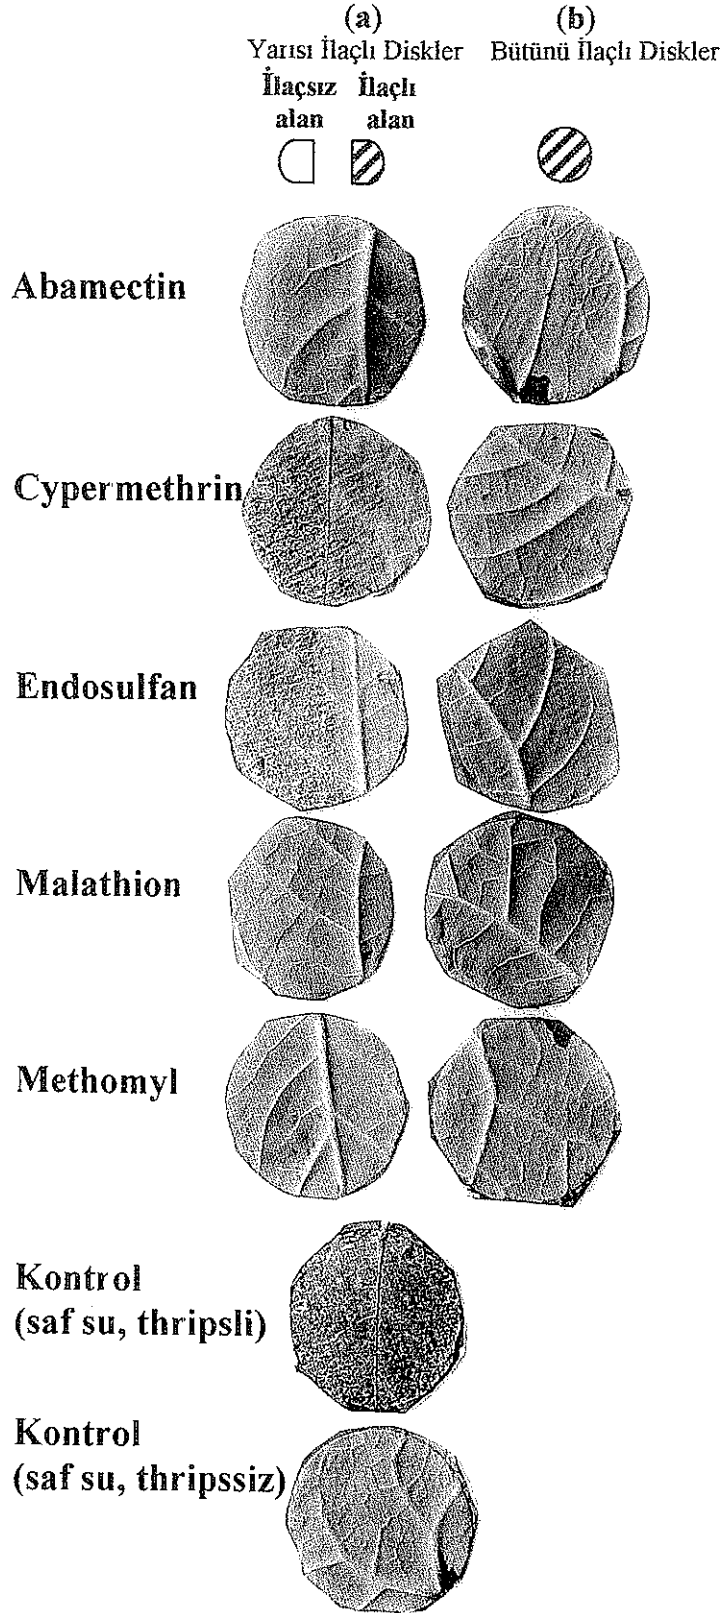 (a)
(b)
Yarısı İlaçlı Diskler
Bütünü İlaçlı Diskler
İlaçsız
alan
İlaçlı
alan
Abamectin
Cypermethrin
Endosulfan
Malathion
Methomyl
Kontrol
(saf su, thripsli)
Kontrol
(saf su, thripssiz)